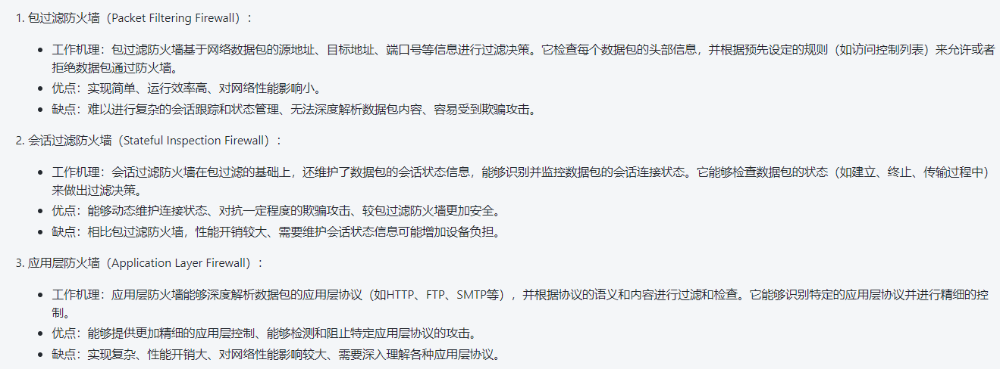 1. 包过滤防火墙（Packet Filtering Firewall）：
• 工作机理：包过滤防火墙基于网络数据包的源地址、目标地址、端口号等信息进行过滤决策。它检查每个数据包的头部信息，并根据预先设定的规则（如访问控制列表）来允许或者
拒绝数据包通过防火墙。
• 优点：实现简单、运行效率高、对网络性能影响小。
• 缺点：难以进行复杂的会话跟踪和状态管理、无法深度解析数据包内容、容易受到欺骗攻击。
2. 会话过滤防火墙（Stateful Inspection Firewall）：
• 工作机理：会话过滤防火墙在包过滤的基础上，还维护了数据包的会话状态信息，能够识别并监控数据包的会话连接状态。它能够检查数据包的状态（如建立、终止、传输过程中）
来做出过滤决策。
• 优点：能够动态维护连接状态、对抗一定程度的欺骗攻击、较包过滤防火墙更加安全。
• 缺点：相比包过滤防火墙，性能开销较大、需要维护会话状态信息可能增加设备负担。
3. 应用层防火墙（Application Layer Firewall）：
• 工作机理：应用层防火墙能够深度解析数据包的应用层协议（如HTTP、FTP、SMTP等），并根据协议的语义和内容进行过滤和检查。它能够识别特定的应用层协议并进行精细的控
制。
• 优点：能够提供更加精细的应用层控制、能够检测和阻止特定应用层协议的攻击。
• 缺点：实现复杂、性能开销大、对网络性能影响较大、需要深入理解各种应用层协议。